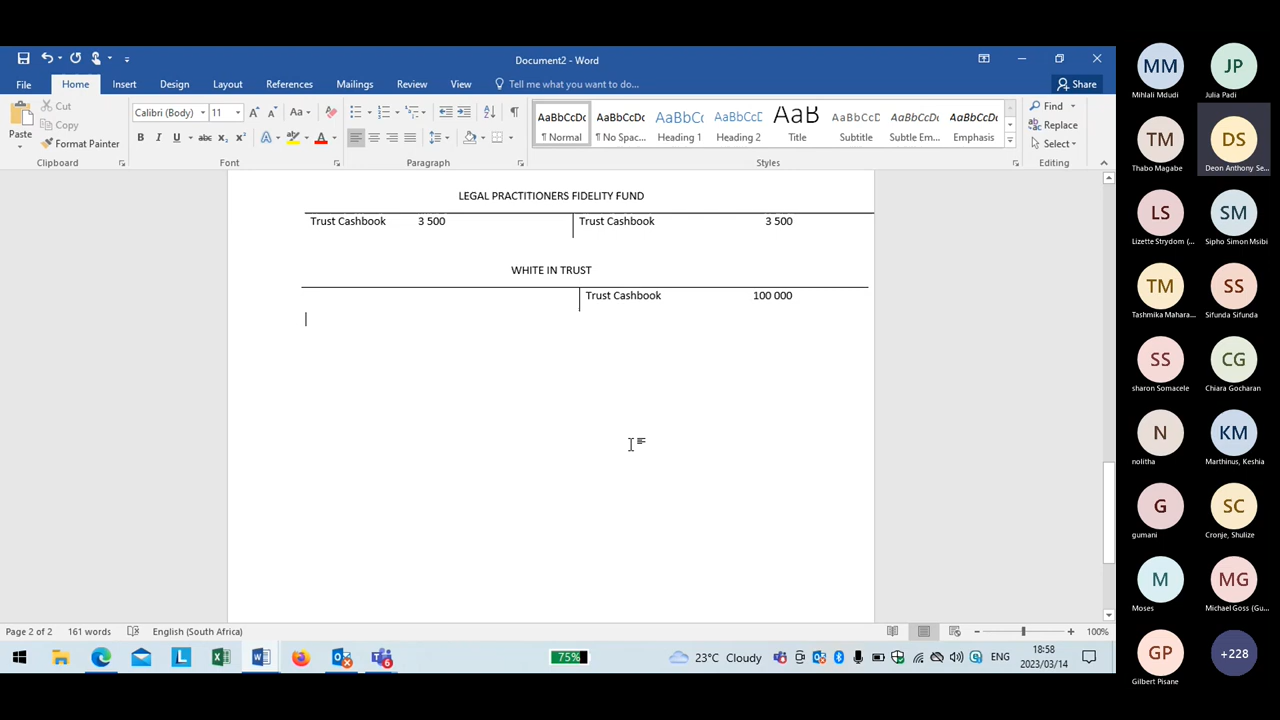 Document2 - Word
File Home Insert Design Layout References Mailings Review View Tell me what you want to do... Share
Paste Cut Copy Format Painter
Calibri (Body) 11 Aa
B I U abc x₂ x² A A
AaBbCcDc AaBbCcDc AaBbCc AaBbCcD AaB AaBbCcD AaBbCcDc AaBbCcDc
¶ Normal ¶ No Spac... Heading 1 Heading 2 Title Subtitle Subtle Em... Emphasis
Find Replace Select
Clipboard Font Paragraph Styles Editing
LEGAL PRACTITIONERS FIDELITY FUND
Trust Cashbook 3 500 Trust Cashbook 3 500
WHITE IN TRUST
Trust Cashbook 100 000
Page 2 of 2 161 words English (South Africa) 100%
75% 23°C Cloudy ENG 18:58 2023/03/14
MM JP
Mihlali Mdudi Julia Padi
TM DS
Thabo Magabe Deon Anthony Se...
LS SM
Lizette Strydom (... Sipho Simon Msibi
TM SS
Tashmika Mahara... Sifunda Sifunda
SS CG
sharon Somacele Chiara Gocharan
N KM
nolitha Marthinus, Keshia
G SC
gumani Cronje, Shulize
M MG
Moses Michael Goss (Gu...
GP +228
Gilbert Pisane